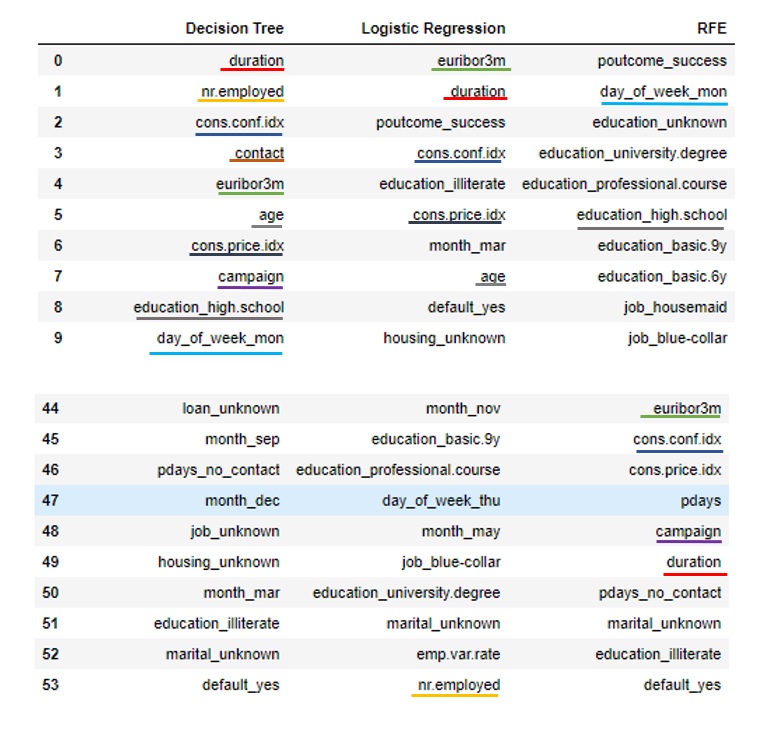 Decision Tree Logistic Regression RFE
0 duration euribor3m poutcome_success
1 nr.employed duration day_of_week_mon
2 cons.conf.idx poutcome_success education_unknown
3 contact cons.conf.idx education_university.degree
4 euribor3m education_illiterate education_professional.course
5 age cons.price.idx education_high.school
6 cons.price.idx month_mar education_basic.9y
7 campaign age education_basic.6y
8 education_high.school default_yes job_housemaid
9 day_of_week_mon housing_unknown job_blue-collar
44 loan_unknown month_nov euribor3m
45 month_sep education_basic.9y cons.conf.idx
46 pdays_no_contact education_professional.course cons.price.idx
47 month_dec day_of_week_thu pdays
48 job_unknown month_may campaign
49 housing_unknown job_blue-collar duration
50 month_mar education_university.degree pdays_no_contact
51 education_illiterate marital_unknown marital_unknown
52 marital_unknown emp.var.rate education_illiterate
53 default_yes nr.employed default_yes